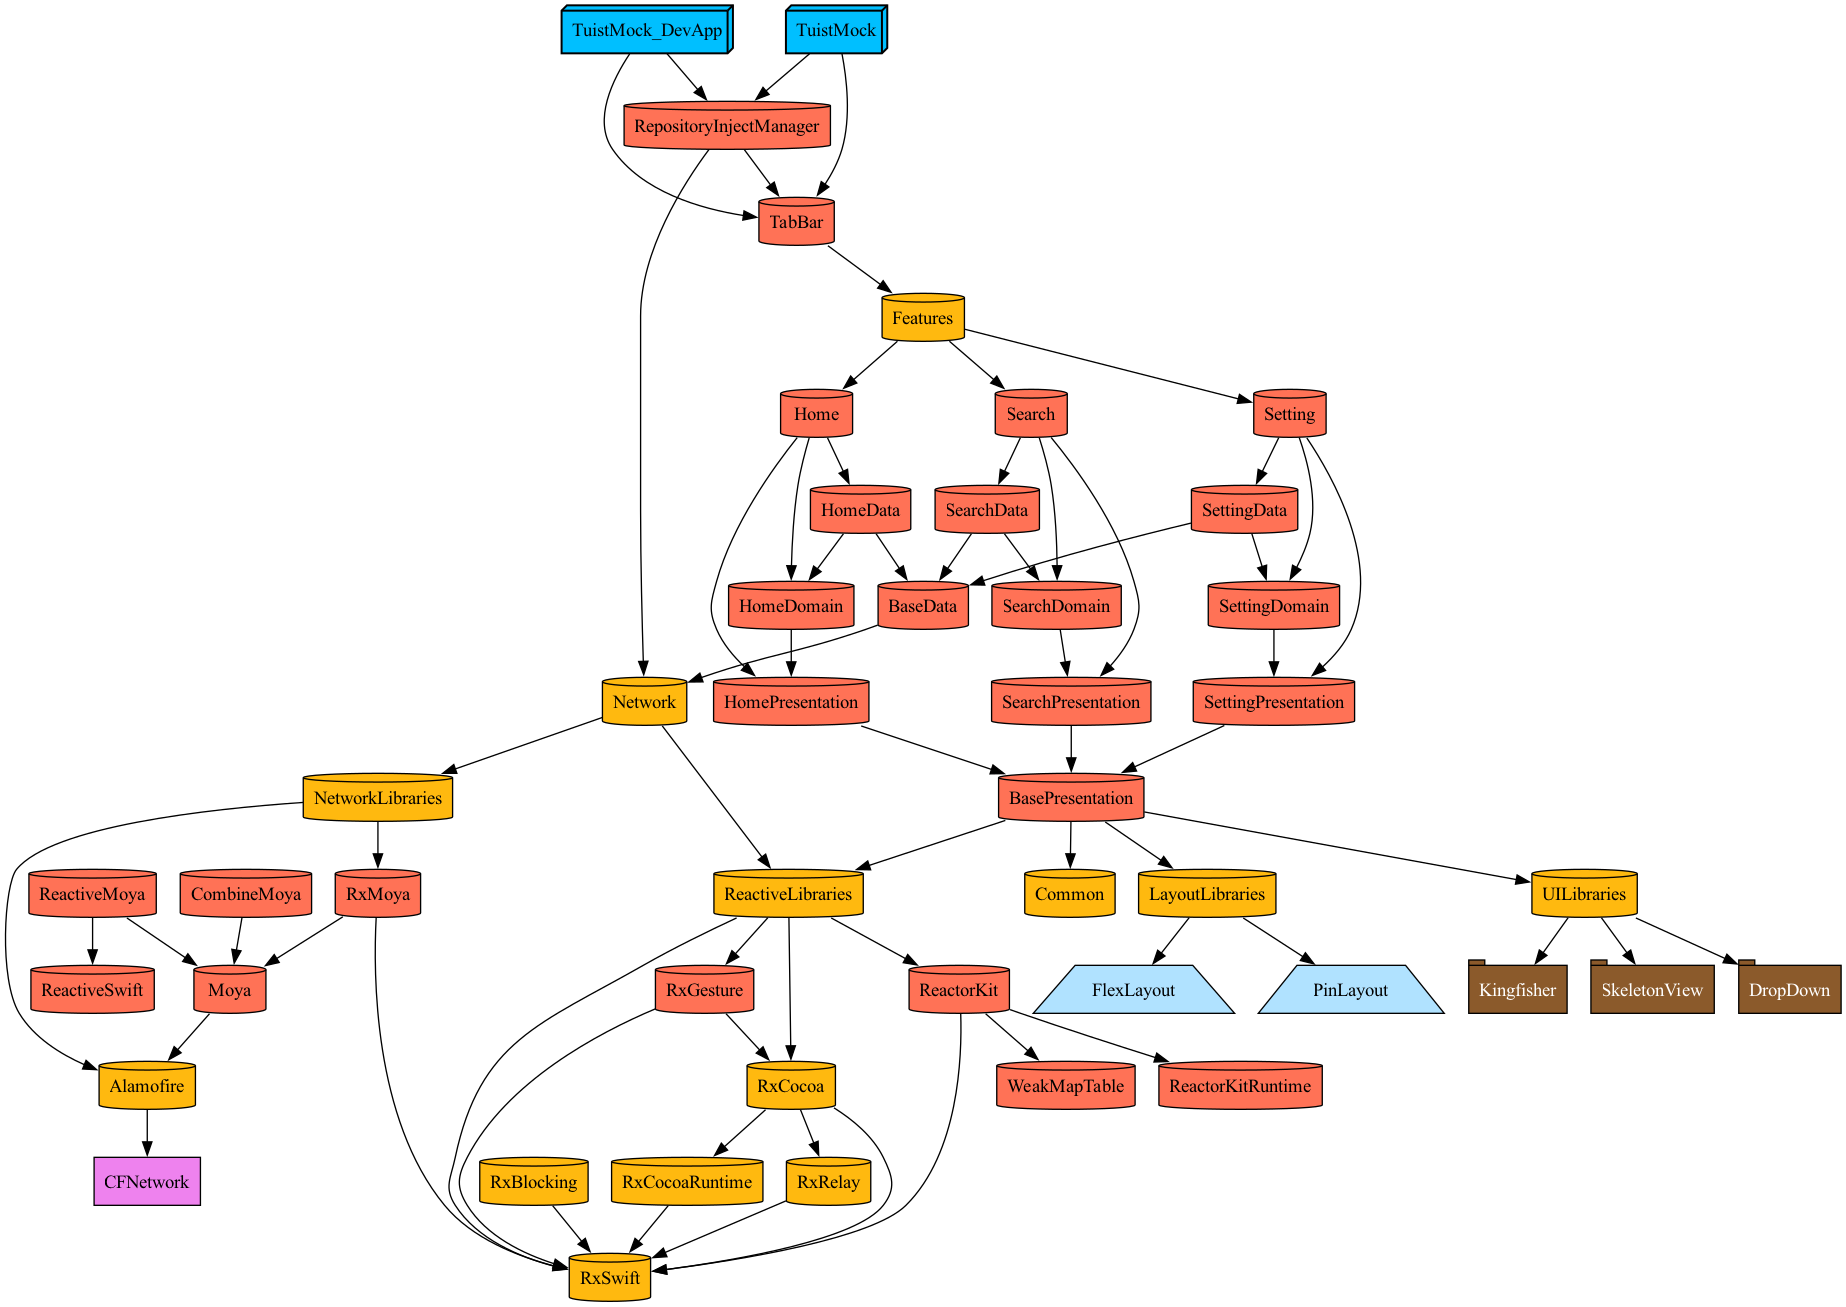 TuistMock_DevApp
TuistMock
RepositoryInjectManager
TabBar
Features
Home
Search
Setting
HomeData
SearchData
SettingData
HomeDomain
BaseData
SearchDomain
SettingDomain
Network
HomePresentation
SearchPresentation
SettingPresentation
NetworkLibraries
BasePresentation
ReactiveMoya
CombineMoya
RxMoya
ReactiveLibraries
Common
LayoutLibraries
UILibraries
ReactiveSwift
Moya
RxGesture
ReactorKit
FlexLayout
PinLayout
Kingfisher
SkeletonView
DropDown
Alamofire
RxCocoa
WeakMapTable
ReactorKitRuntime
CFNetwork
RxBlocking
RxCocoaRuntime
RxRelay
RxSwift